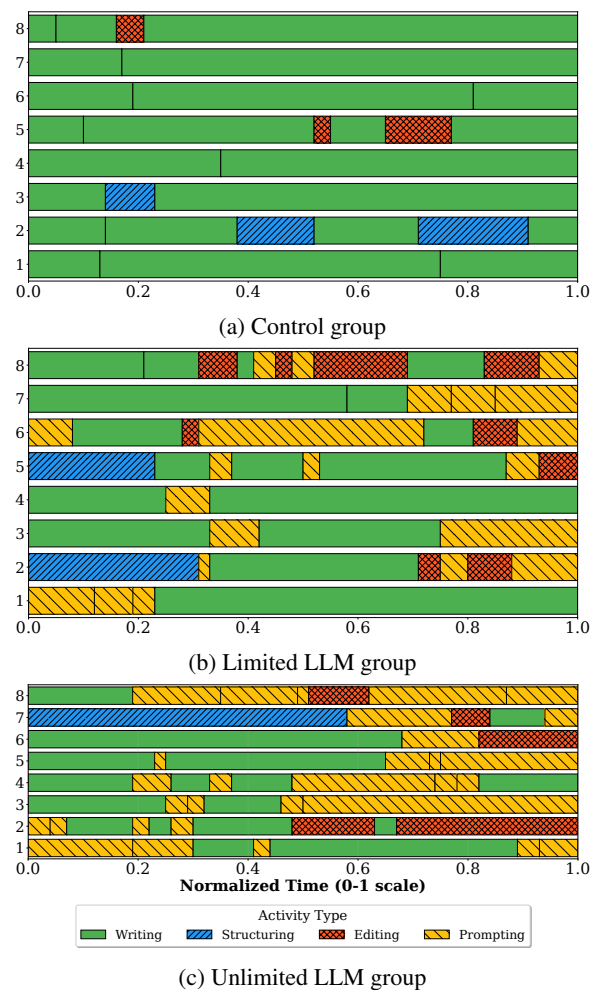 8
7
6
5
4
3
2
1
0.0 0.2 0.4 0.6 0.8 1.0
(a) Control group
8
7
6
5
4
3
2
1
0.0 0.2 0.4 0.6 0.8 1.0
(b) Limited LLM group
8
7
6
5
4
3
2
1
0.0 0.2 0.4 0.6 0.8 1.0
Normalized Time (0-1 scale)
Activity Type
Writing Structuring Editing Prompting
(c) Unlimited LLM group